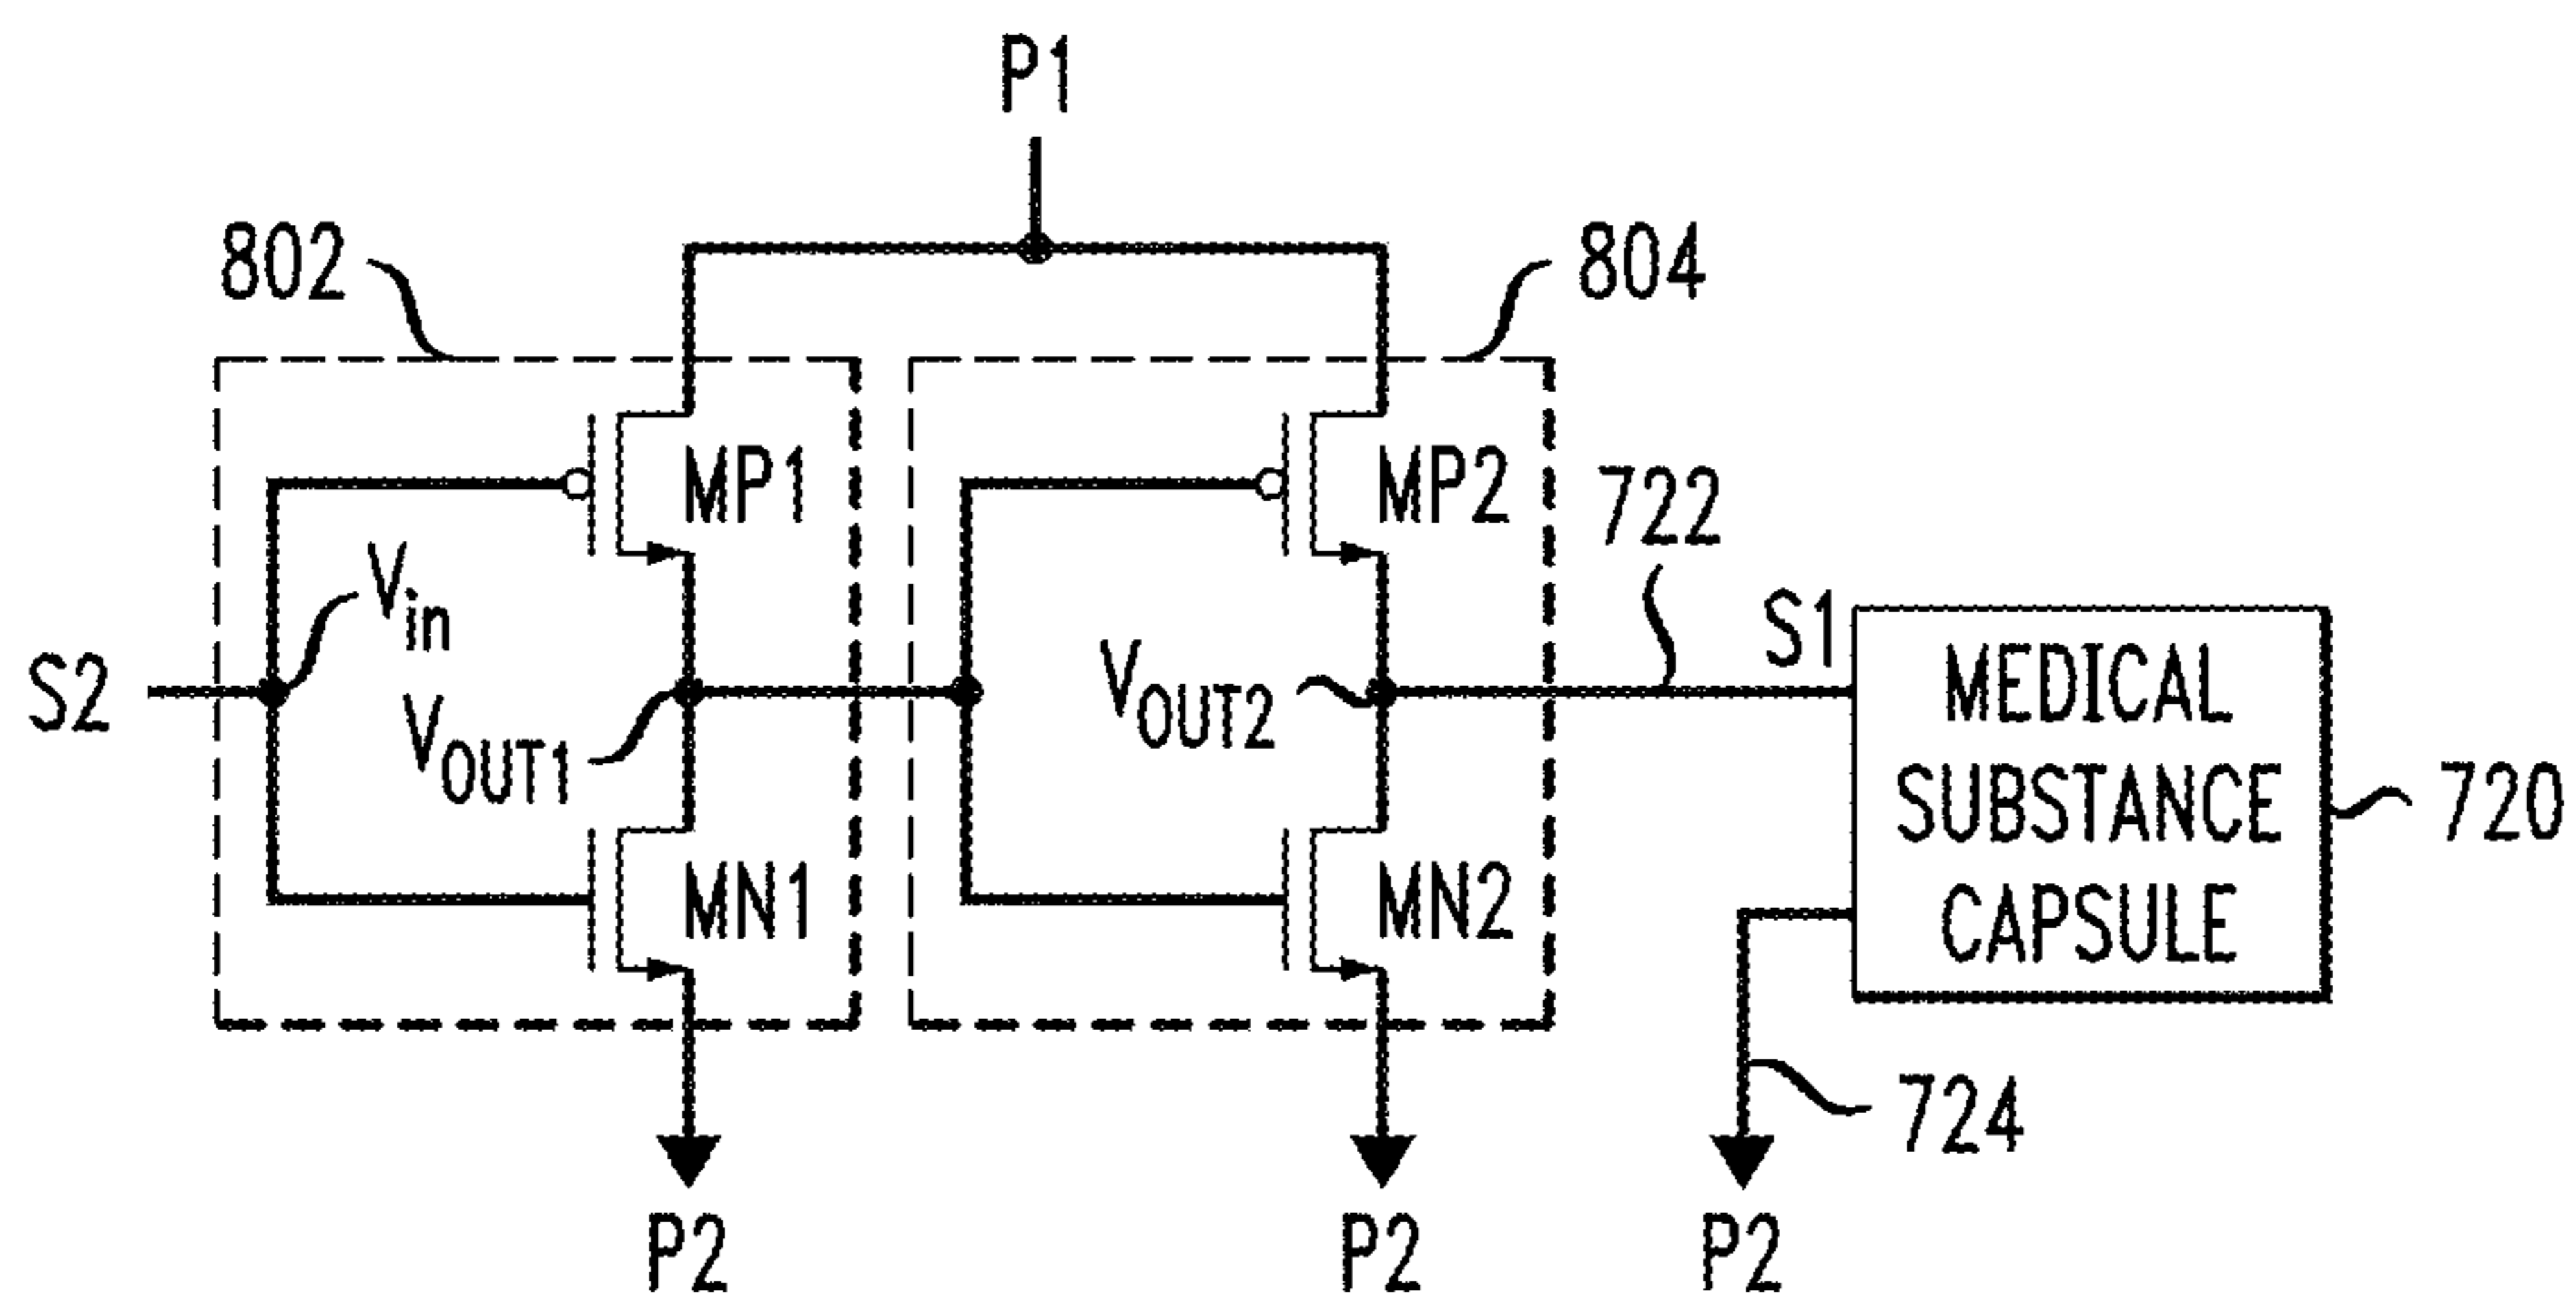 P1
802
804
MP1
MP2
722
Vin
S1
S2
VOUT1
VOUT2
MEDICAL
SUBSTANCE
CAPSULE
720
MN1
MN2
724
P2
P2
P2